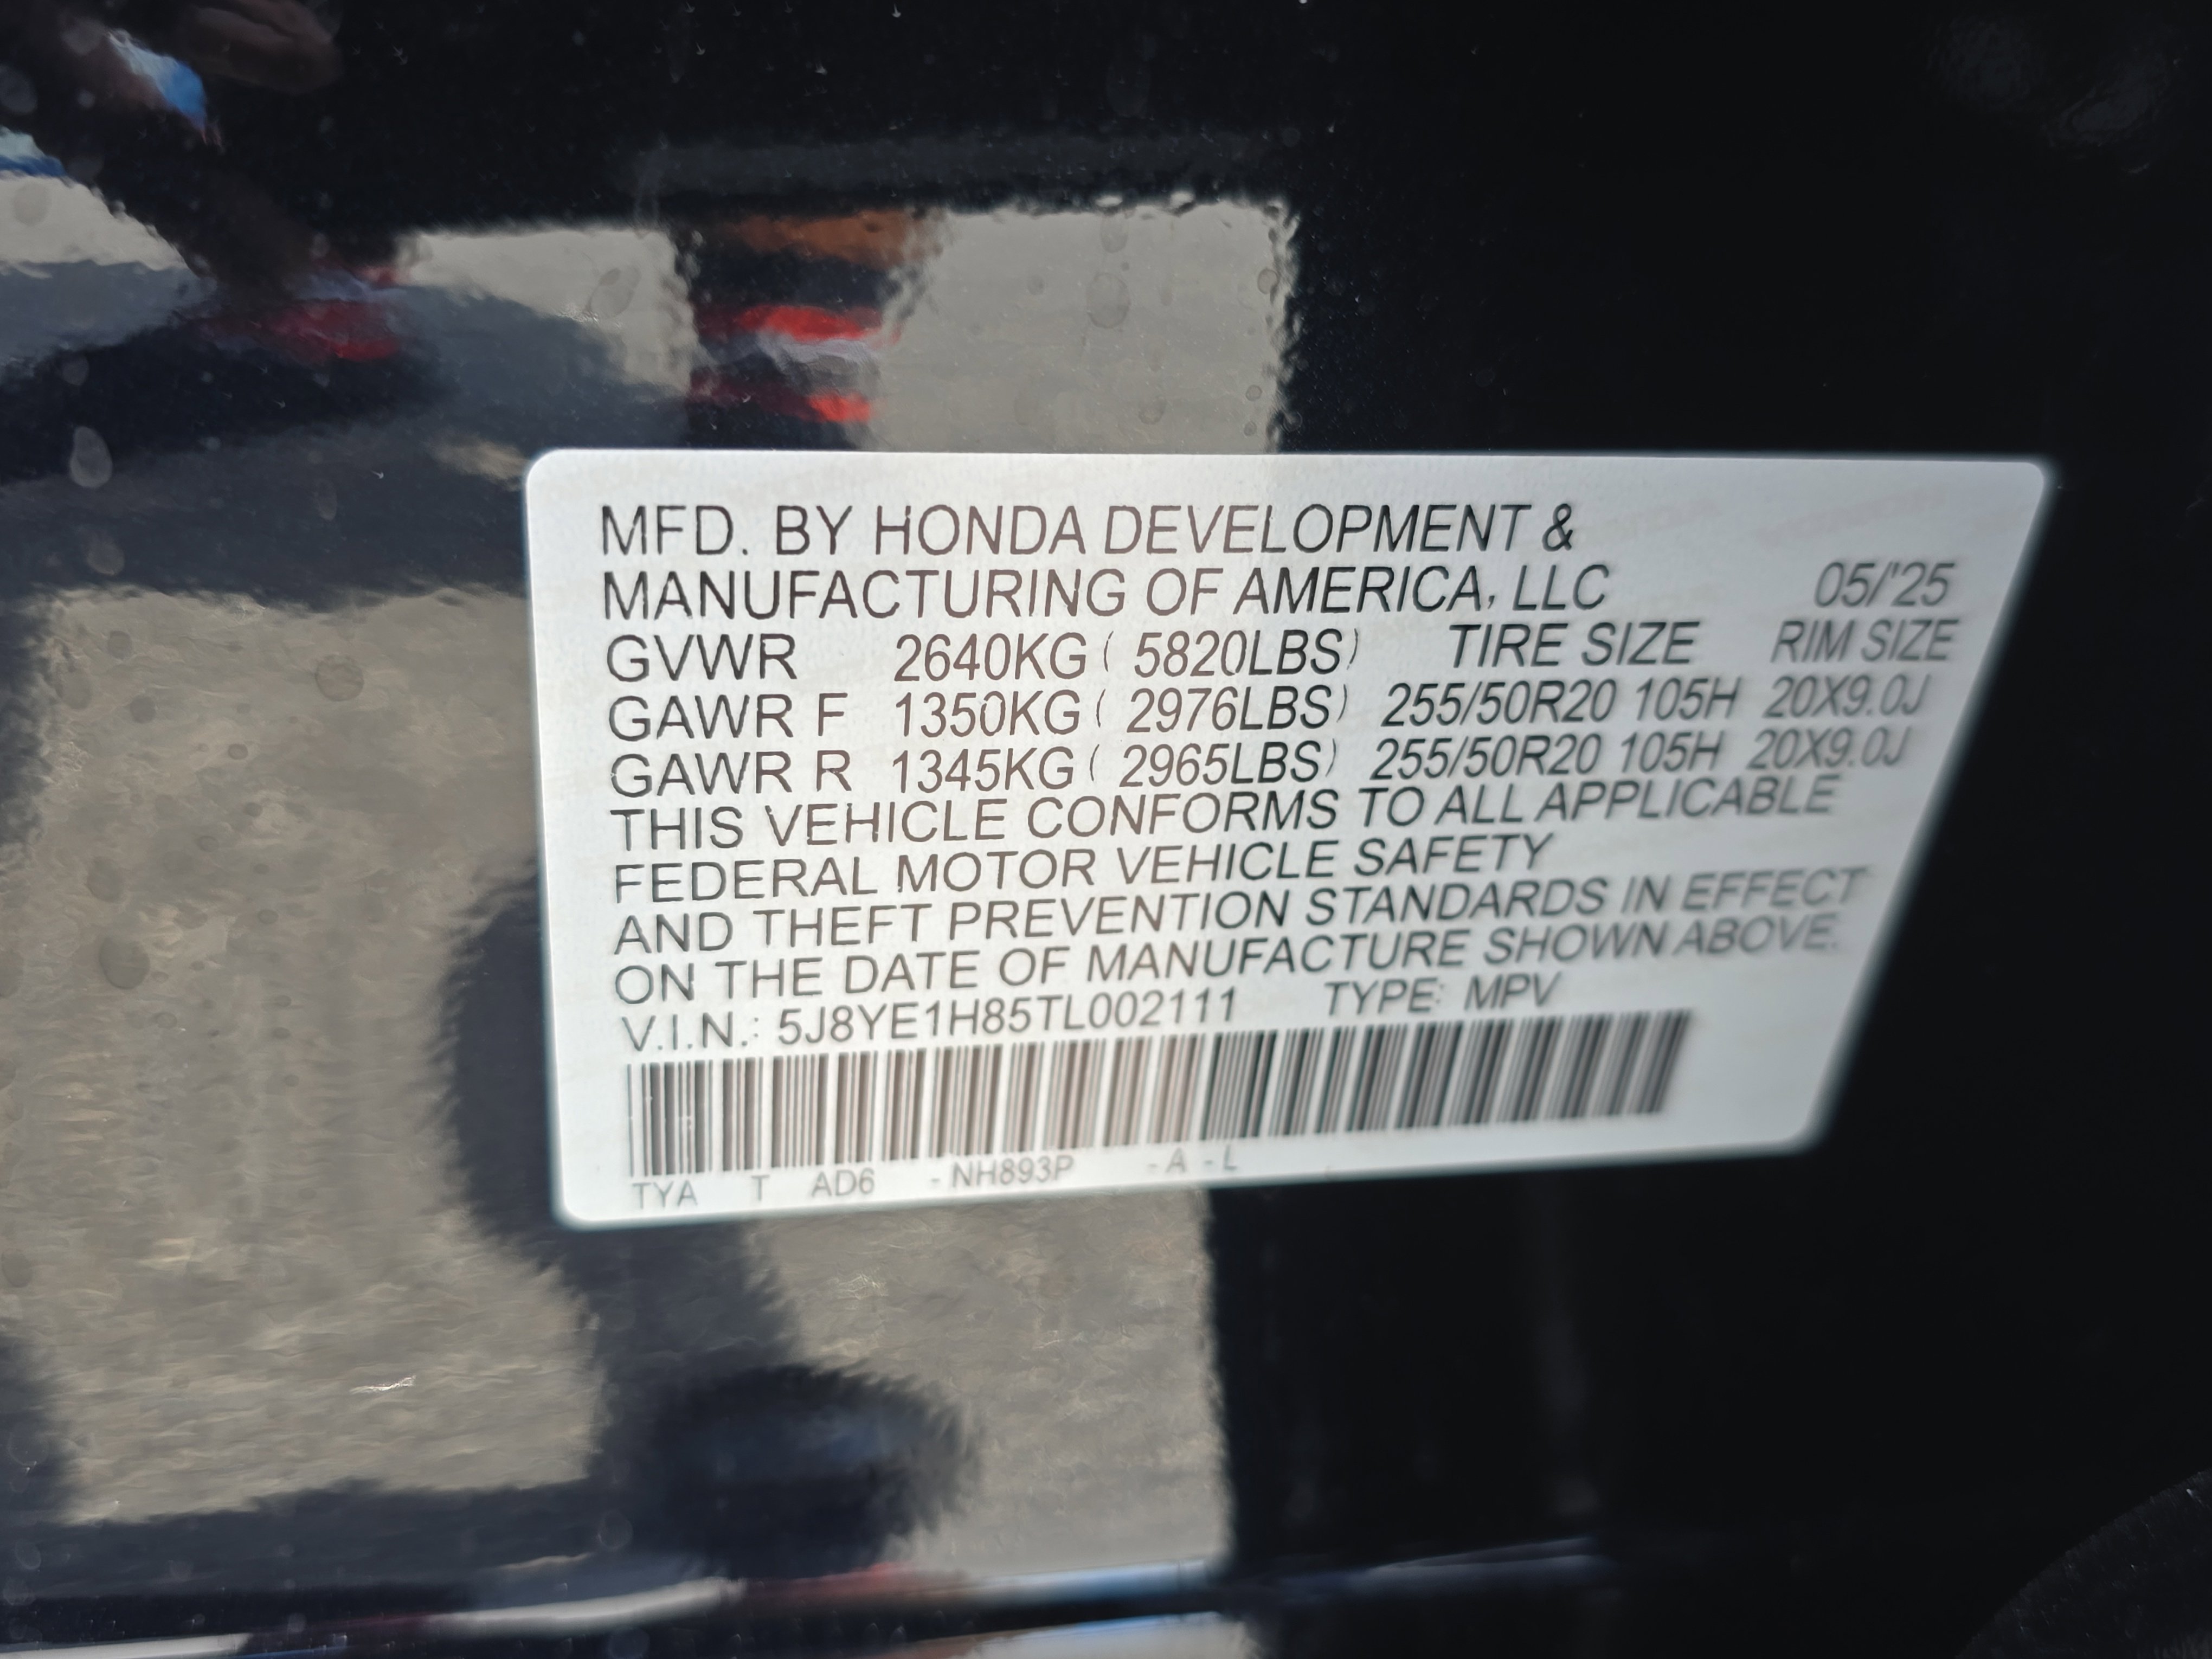 MFD. BY HONDA DEVELOPMENT &
MANUFACTURING OF AMERICA, LLC 05/'25
GVWR 2640KG ( 5820LBS) TIRE SIZE RIM SIZE
GAWR F 1350KG ( 2976LBS) 255/50R20 105H 20X9.0J
GAWR R 1345KG ( 2965LBS) 255/50R20 105H 20X9.0J
THIS VEHICLE CONFORMS TO ALL APPLICABLE
FEDERAL MOTOR VEHICLE SAFETY
AND THEFT PREVENTION STANDARDS IN EFFECT
ON THE DATE OF MANUFACTURE SHOWN ABOVE.
V.I.N.: 5J8YE1H85TL002111 TYPE: MPV
TYA T AD6 - NH893P - A - L